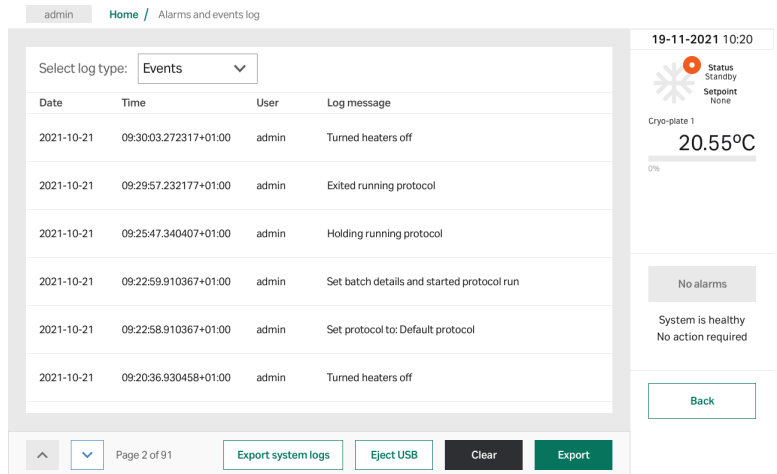 admin Home / Alarms and events log
19-11-2021 10:20
Select log type: Events
Status
Standby
Setpoint
None
Date Time User Log message
Cryo-plate 1
20.55ºC
0%
2021-10-21 09:30:03.272317+01:00 admin Turned heaters off
2021-10-21 09:29:57.232177+01:00 admin Exited running protocol
2021-10-21 09:25:47.340407+01:00 admin Holding running protocol
2021-10-21 09:22:59.910367+01:00 admin Set batch details and started protocol run
2021-10-21 09:22:58.910367+01:00 admin Set protocol to: Default protocol
2021-10-21 09:20:36.930458+01:00 admin Turned heaters off
No alarms
System is healthy
No action required
Back
Page 2 of 91 Export system logs Eject USB Clear Export